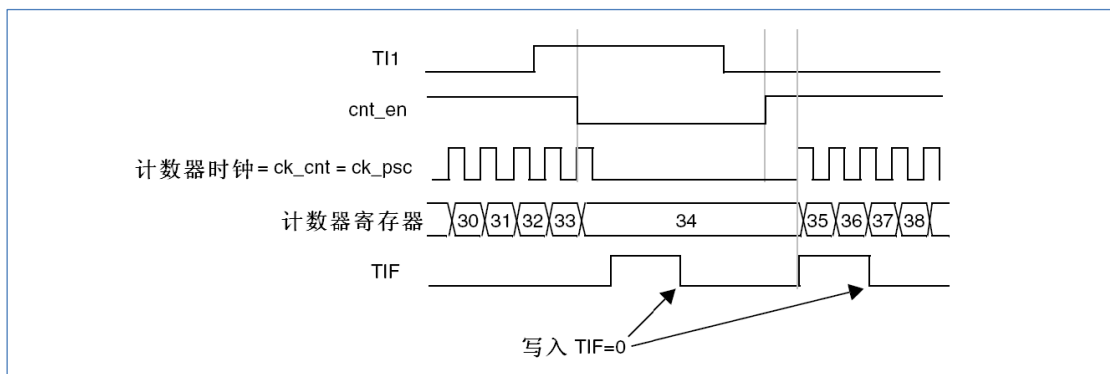 TI1
cnt_en
计数器时钟= ck_cnt = ck_psc
计数器寄存器 30 31 32 33 34 35 36 37 38
TIF
写入 TIF=0